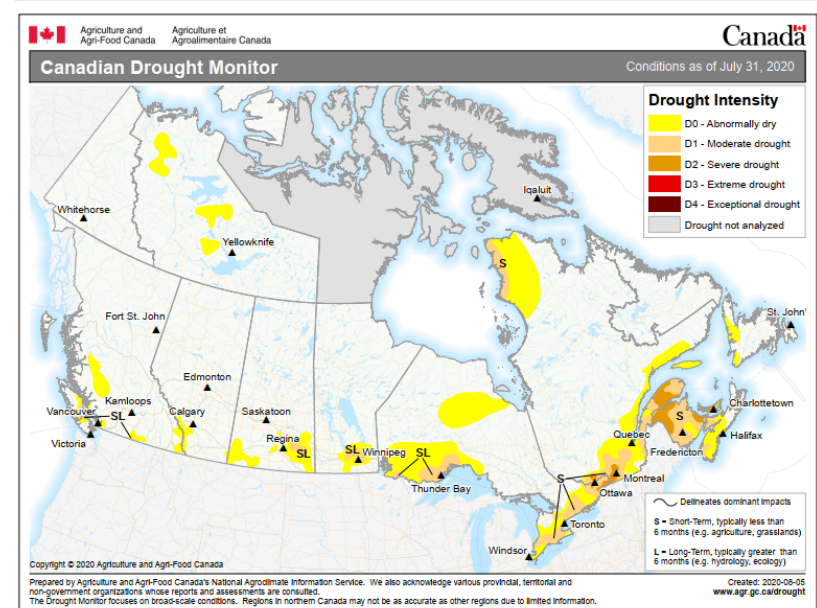 Agriculture and Agriculture et
Agri-Food Canada Agroalimentaire Canada
Canada
Canadian Drought Monitor
Conditions as of July 31, 2020
Drought Intensity
D0 - Abnormally dry
D1 - Moderate drought
D2 - Severe drought
D3 - Extreme drought
D4 - Exceptional drought
Drought not analyzed
Iqaluit
Whitehorse
Yellowknife
S
Fort St. John
St. John'
Edmonton
Kamloops
Vancouver
SL
Calgary
Saskatoon
Charlottetown
S
Victoria
Regina
SL
SL
Winnipeg
SL
Quebec
Halifax
Fredericton
Thunder Bay
S
Montreal
Ottawa
Toronto
Windsor
Delineates dominant impacts
S = Short-Term, typically less than
6 months (e.g. agriculture, grasslands)
L = Long-Term, typically greater than
6 months (e.g. hydrology, ecology)
Copyright © 2020 Agriculture and Agri-Food Canada
Prepared by Agriculture and Agri-Food Canada's National Agroclimate Information Service. We also acknowledge various provincial, territorial and
non-government organizations whose reports and assessments are consulted.
The Drought Monitor focuses on broad-scale conditions. Regions in northern Canada may not be as accurate as other regions due to limited information.
Created: 2020-08-05
www.agr.gc.ca/drought